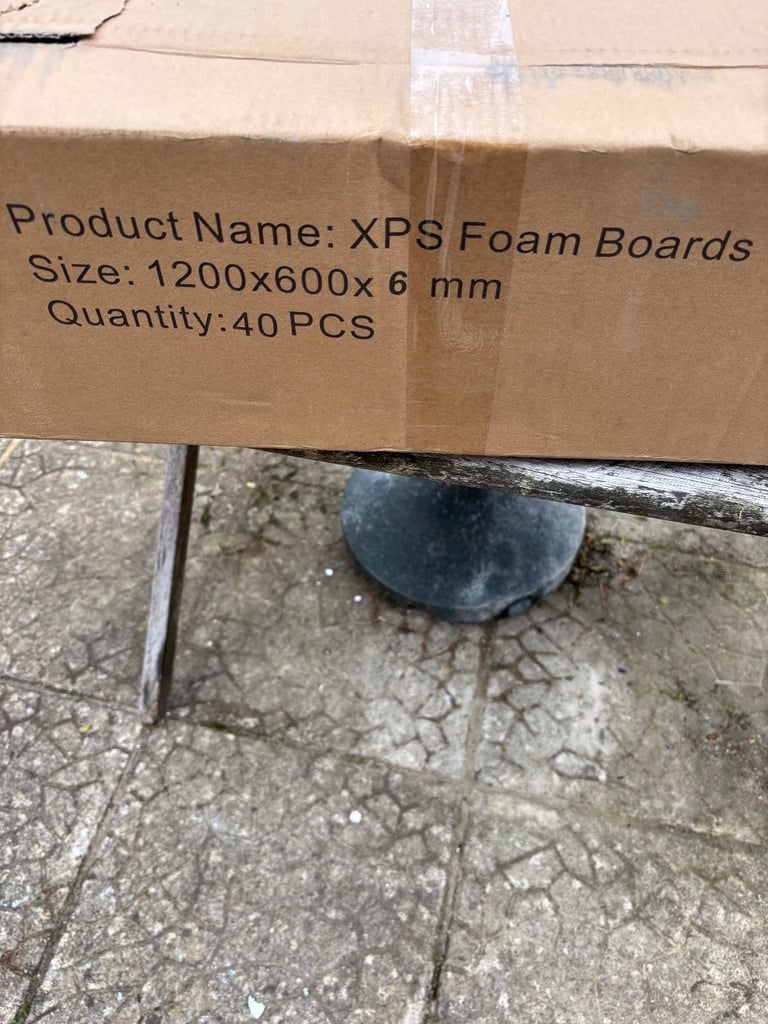 Product Name: XPS Foam Boards
Size: 1200x600x 6 mm
Quantity:40 PCS